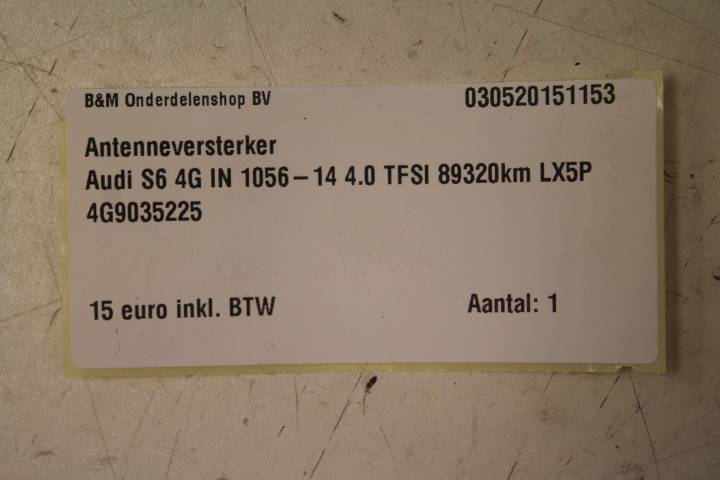 B&M Onderdelenshop BV 030520151153
Antenneversterker
Audi S6 4G IN 1056-14 4.0 TFSI 89320km LX5P
4G9035225
15 euro inkl. BTW Aantal: 1